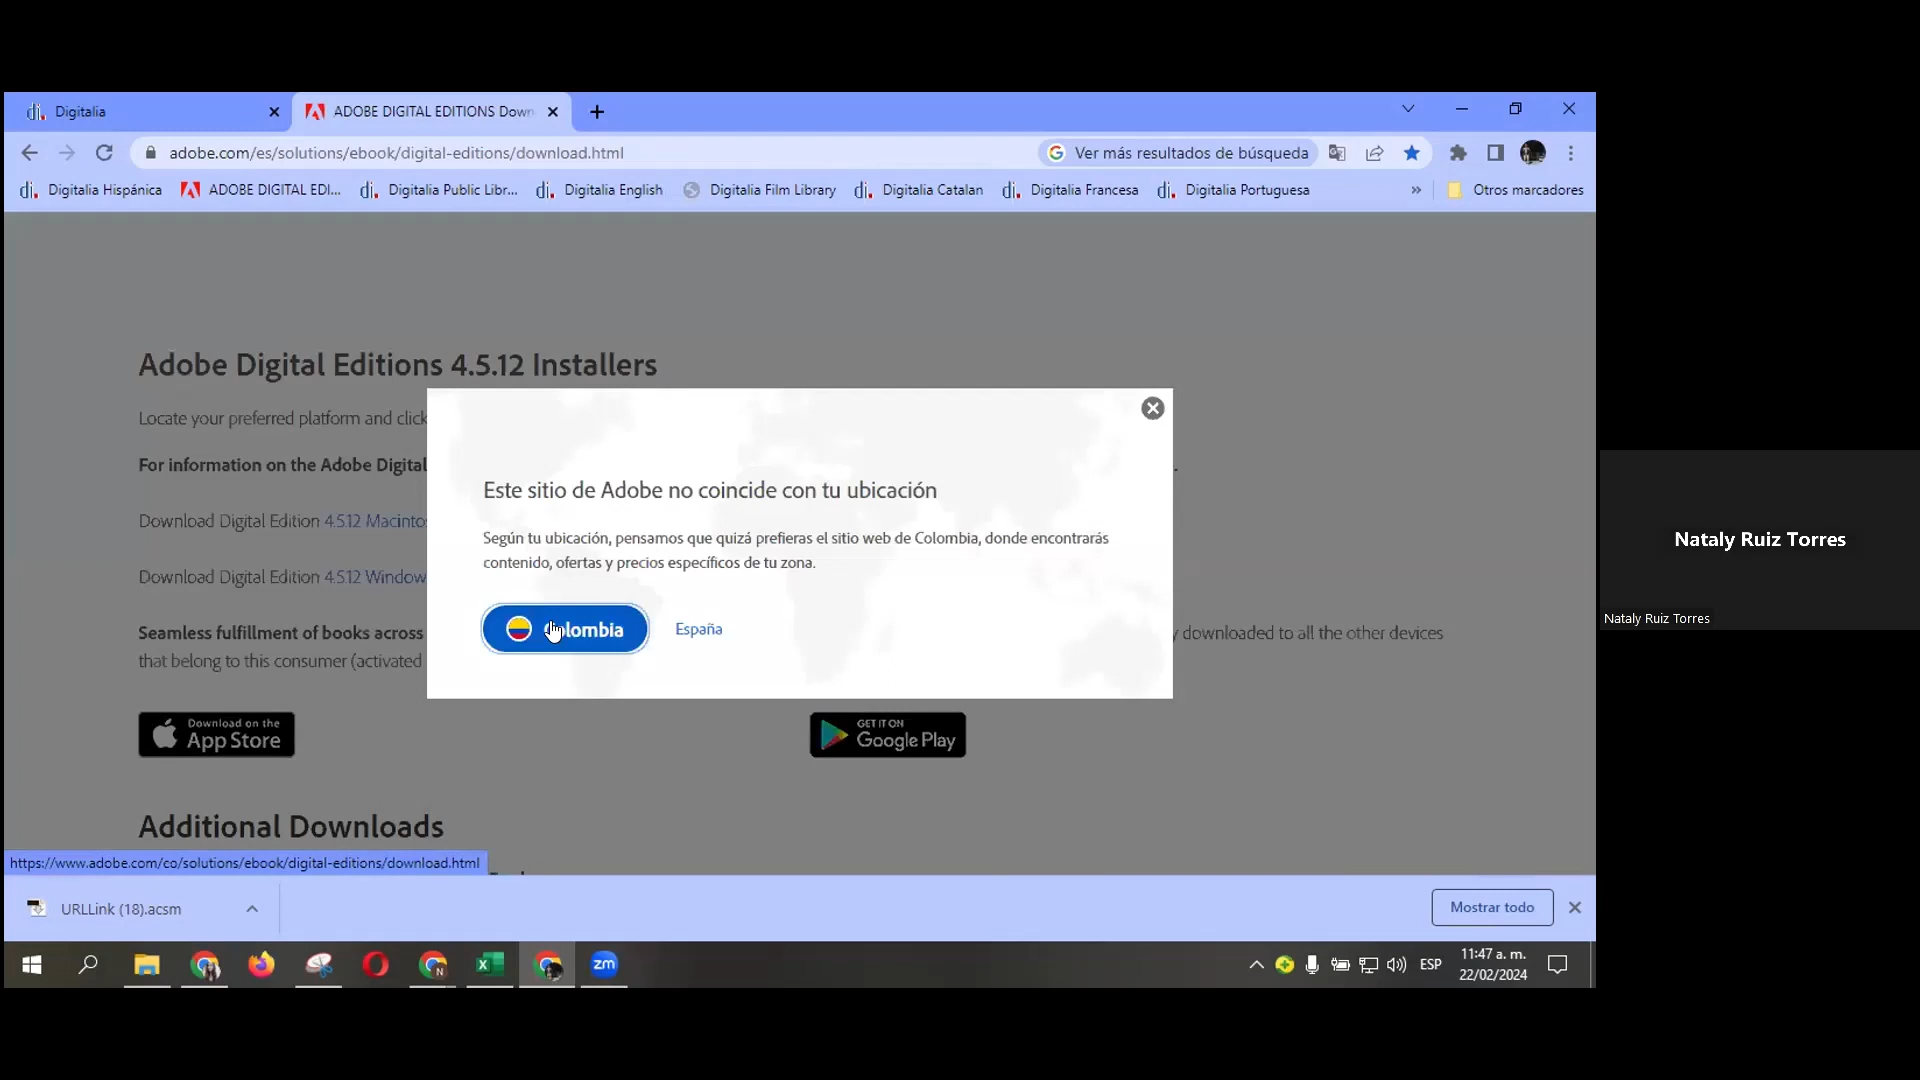 Digitalia
ADOBE DIGITAL EDITIONS Down
adobe.com/es/solutions/ebook/digital-editions/download.html
Ver más resultados de búsqueda
Digitalia Hispánica
ADOBE DIGITAL EDI...
Digitalia Public Libr...
Digitalia English
Digitalia Film Library
Digitalia Catalan
Digitalia Francesa
Digitalia Portuguesa
»
Otros marcadores
Adobe Digital Editions 4.5.12 Installers
Locate your preferred platform and click
For information on the Adobe Digital
Download Digital Edition 4.5.12 Macinto
Download Digital Edition 4.5.12 Window
Seamless fulfillment of books across
y downloaded to all the other devices
that belong to this consumer (activated
Este sitio de Adobe no coincide con tu ubicación
Según tu ubicación, pensamos que quizá prefieras el sitio web de Colombia, donde encontrarás
contenido, ofertas y precios específicos de tu zona.
olombia
España
Download on the
App Store
GET IT ON
Google Play
Additional Downloads
https://www.adobe.com/co/solutions/ebook/digital-editions/download.html
URLLink (18).acsm
Mostrar todo
zm
ESP
11:47 a. m.
22/02/2024
Nataly Ruiz Torres
Nataly Ruiz Torres